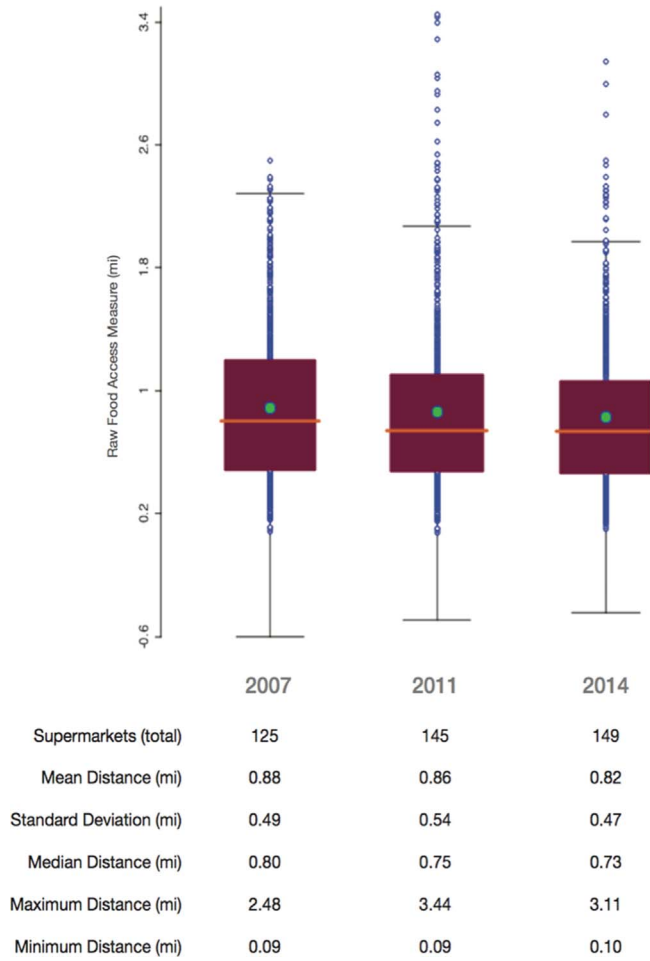 3.4
2.6
1.8
1
0.2
-0.6
Raw Food Access Measure (mi)
2007 2011 2014
Supermarkets (total) 125 145 149
Mean Distance (mi) 0.88 0.86 0.82
Standard Deviation (mi) 0.49 0.54 0.47
Median Distance (mi) 0.80 0.75 0.73
Maximum Distance (mi) 2.48 3.44 3.11
Minimum Distance (mi) 0.09 0.09 0.10